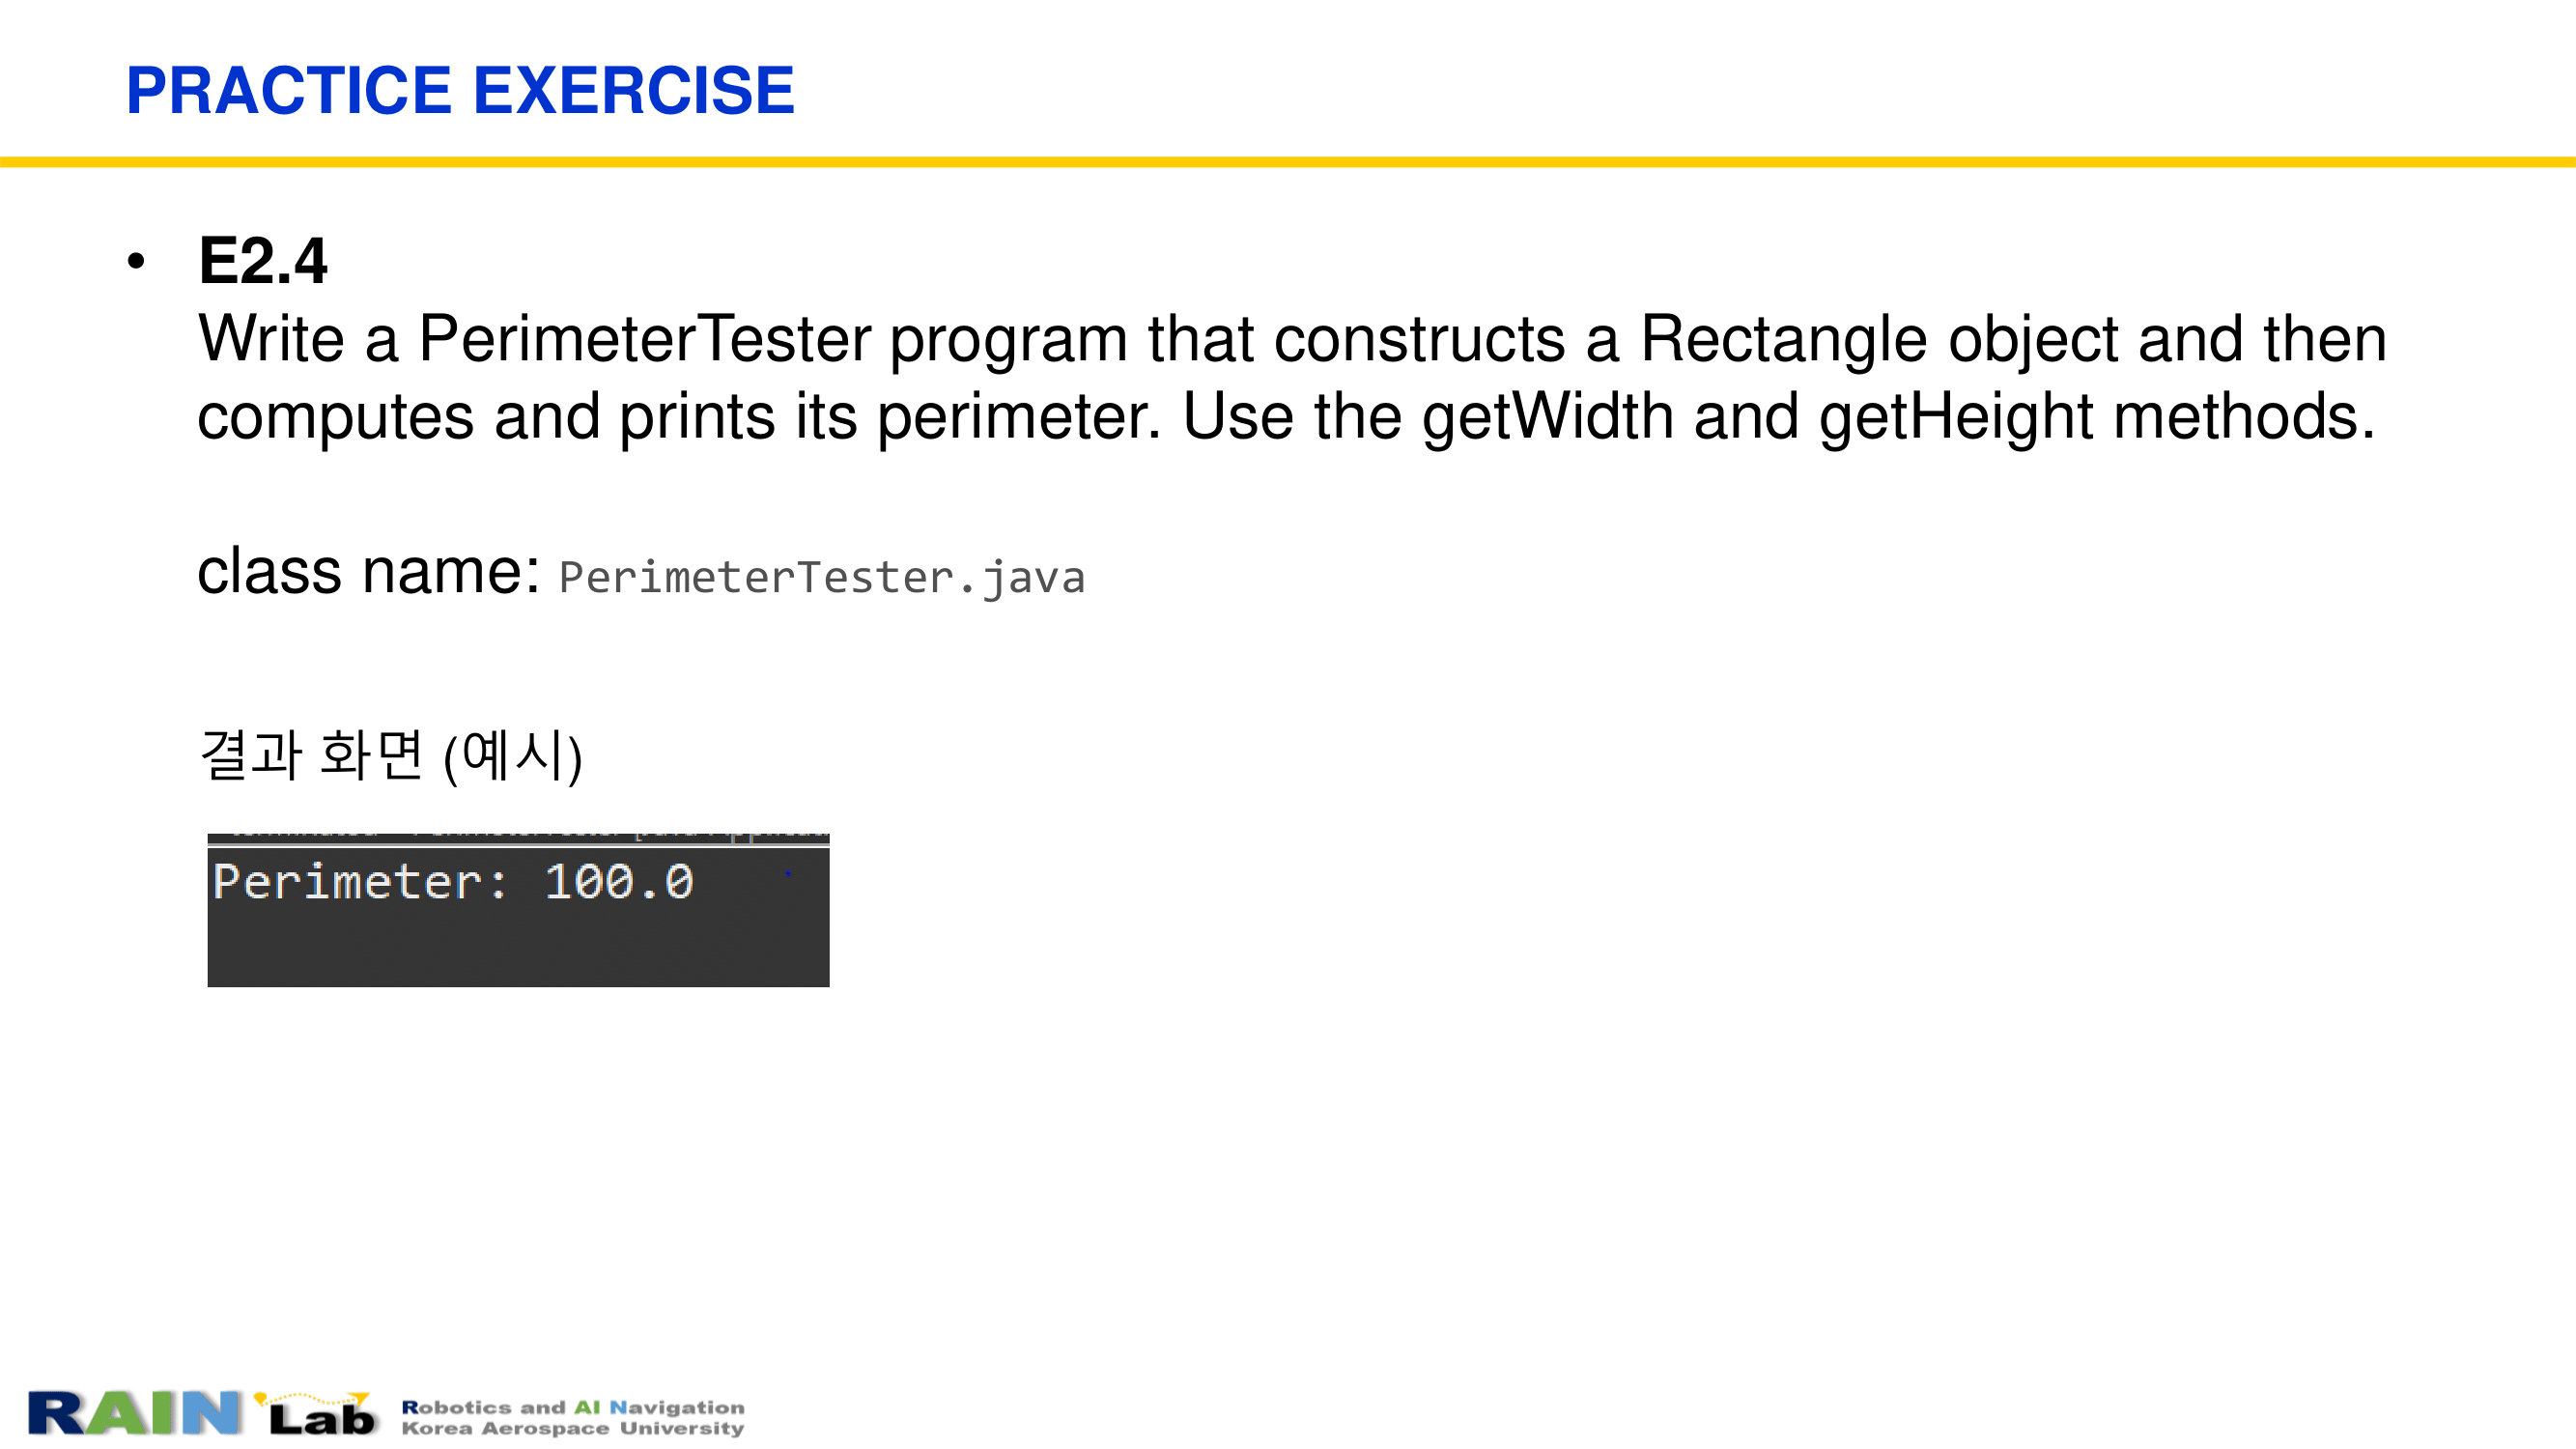 PRACTICE EXERCISE
• E2.4
Write a PerimeterTester program that constructs a Rectangle object and then
computes and prints its perimeter. Use the getWidth and getHeight methods.
class name: PerimeterTester.java
결과 화면 (예시)
Perimeter: 100.0
RAIN Lab
Robotics and AI Navigation
Korea Aerospace University